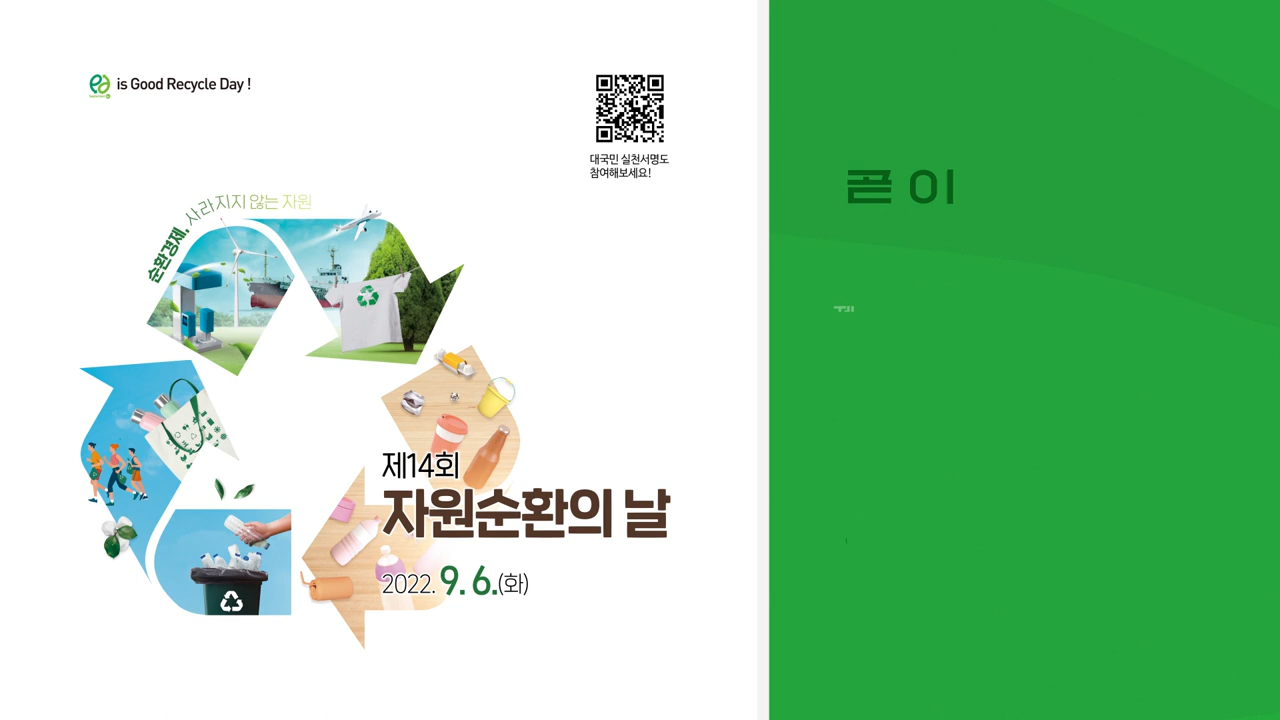 is Good Recycle Day !
대국민 실천서명도
참여해보세요!
순환경제, 사라지지 않는 자원
제14회
자원순환의 날
2022. 9. 6.(화)